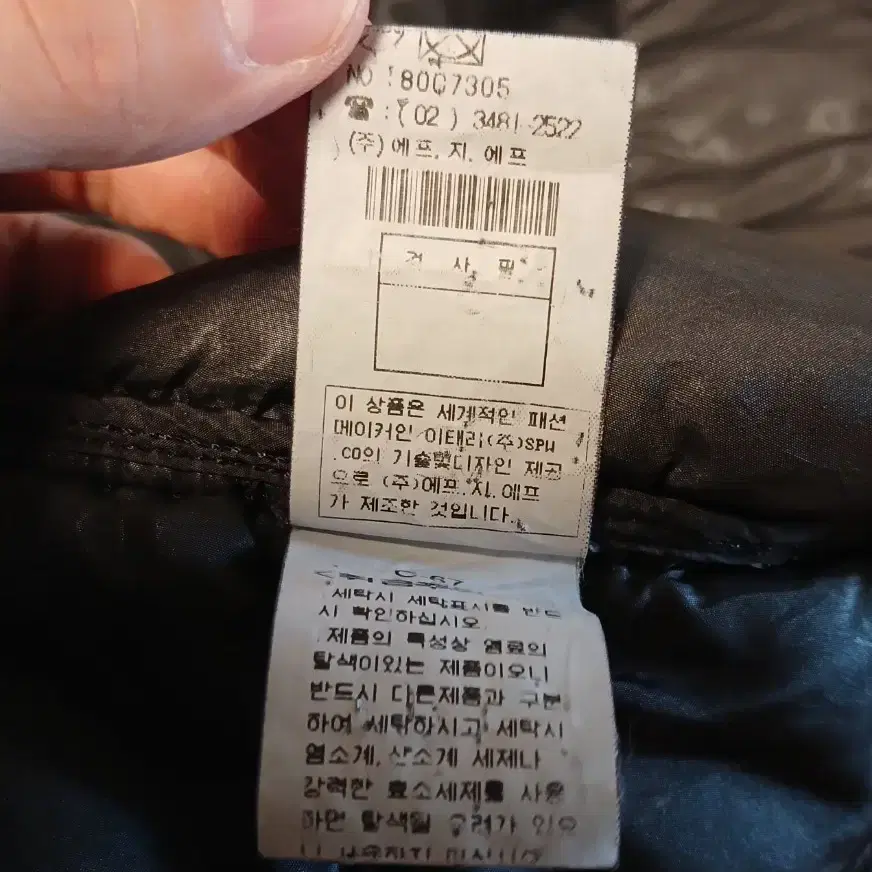 NO : 8007305
☎ : ( 02 ) 3481-2522
(주) 에프. 지. 에프
검 사 필
이 상품은 세계적인 패션
메이커인 이태리(주)SPW
.CO의 기술및디자인 제공
으로 (주)에프.지.에프
가 제조한 것입니다.
세탁시 세탁표시를 반드
시 확인하십시오
제품의 특성상 염료의
탈색이있는 제품이오니
반드시 다른제품과 구분
하여 세탁하시고 세탁시
염소계, 산소계 세제나
강력한 효소세제를 사용
하면 탈색될 우려가 있으